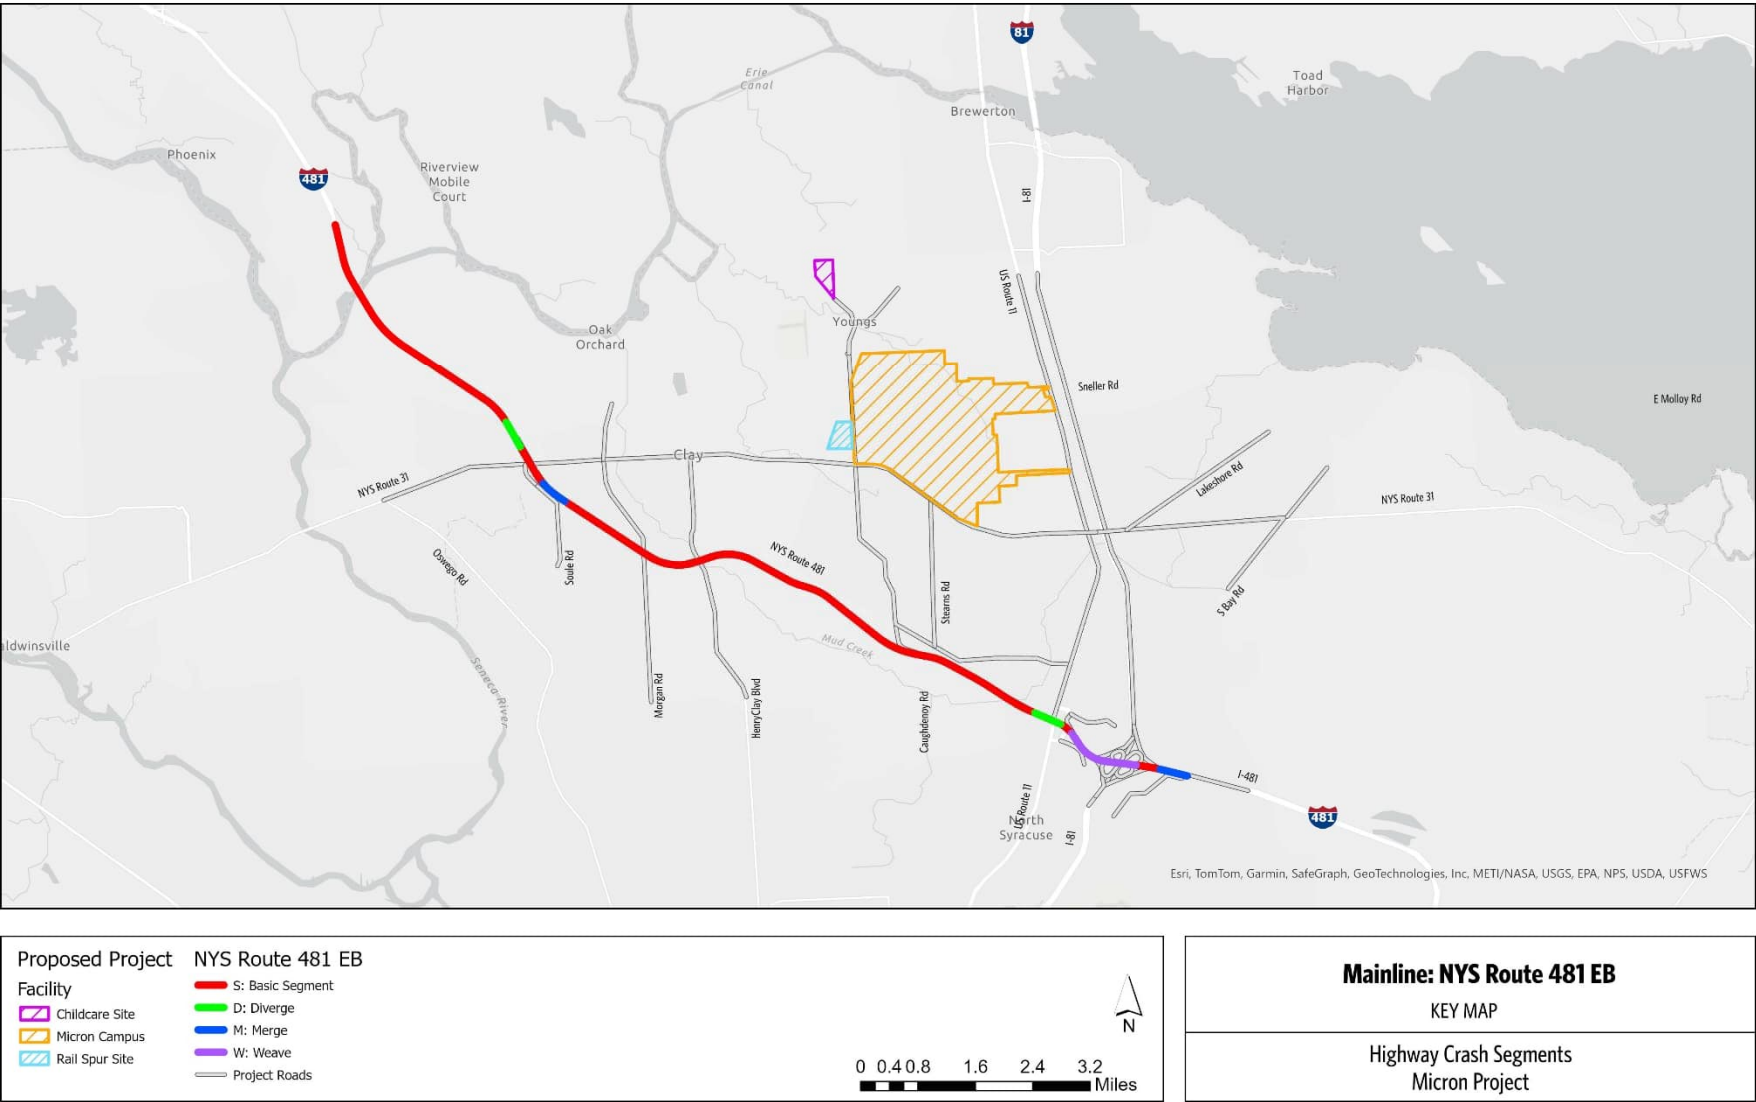 81
Toad
Harbor
Erie
Canal
Brewerton
Phoenix
481
Riverview
Mobile
Court
I-81
US Route 11
Youngs
Oak
Orchard
Sneller Rd
E Molloy Rd
Clay
NYS Route 31
Lakeshore Rd
NYS Route 31
Oswego Rd
Soule Rd
NYS Route 481
Stearns Rd
S Bay Rd
aldwinsville
Mud Creek
Seneca River
Morgan Rd
HenryClay Blvd
Caughdenoy Rd
I-481
US Route 11
North
Syracuse
I-81
481
Esri, TomTom, Garmin, SafeGraph, GeoTechnologies, Inc, METI/NASA, USGS, EPA, NPS, USDA, USFWS
Proposed Project
Facility
Childcare Site
Micron Campus
Rail Spur Site
NYS Route 481 EB
S: Basic Segment
D: Diverge
M: Merge
W: Weave
Project Roads
N
0 0.4 0.8 1.6 2.4 3.2
Miles
Mainline: NYS Route 481 EB
KEY MAP
Highway Crash Segments
Micron Project